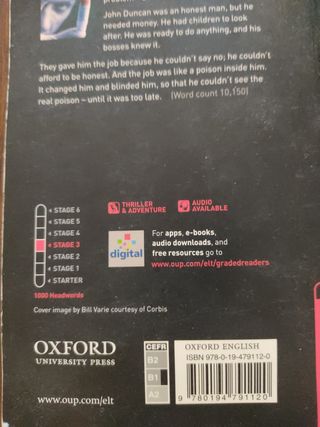 John Duncan was an honest man, but he
needed money. He had children to look
after. He was ready to do anything, and his
bosses knew it.
They gave him the job because he couldn't say no; he couldn't
afford to be honest. And the job was like a poison inside him.
It changed him and blinded him, so that he couldn't see the
real poison – until it was too late. (Word count 10,150)
STAGE 6
STAGE 5
STAGE 4
STAGE 3
STAGE 2
STAGE 1
STARTER
1000 Headwords
THRILLER
& ADVENTURE
AUDIO
AVAILABLE
digital
For apps, e-books,
audio downloads, and
free resources go to
www.oup.com/elt/gradedreaders
Cover image by Bill Varie courtesy of Corbis
OXFORD
UNIVERSITY PRESS
www.oup.com/elt
CEFR
B2
B1
A2
OXFORD ENGLISH
ISBN 978-0-19-479112-0
9 780194 791120